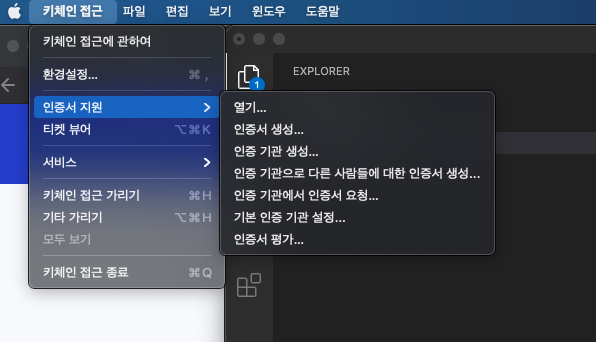 키체인 접근 파일 편집 보기 윈도우 도움말
키체인 접근에 관하여
환경설정... ⌘ ,
인증서 지원
티켓 뷰어 ⌥⌘K
서비스
키체인 접근 가리기 ⌘H
기타 가리기 ⌥⌘H
모두 보기
키체인 접근 종료 ⌘Q
EXPLORER
1
열기...
인증서 생성...
인증 기관 생성...
인증 기관으로 다른 사람들에 대한 인증서 생성...
인증 기관에서 인증서 요청...
기본 인증 기관 설정...
인증서 평가...